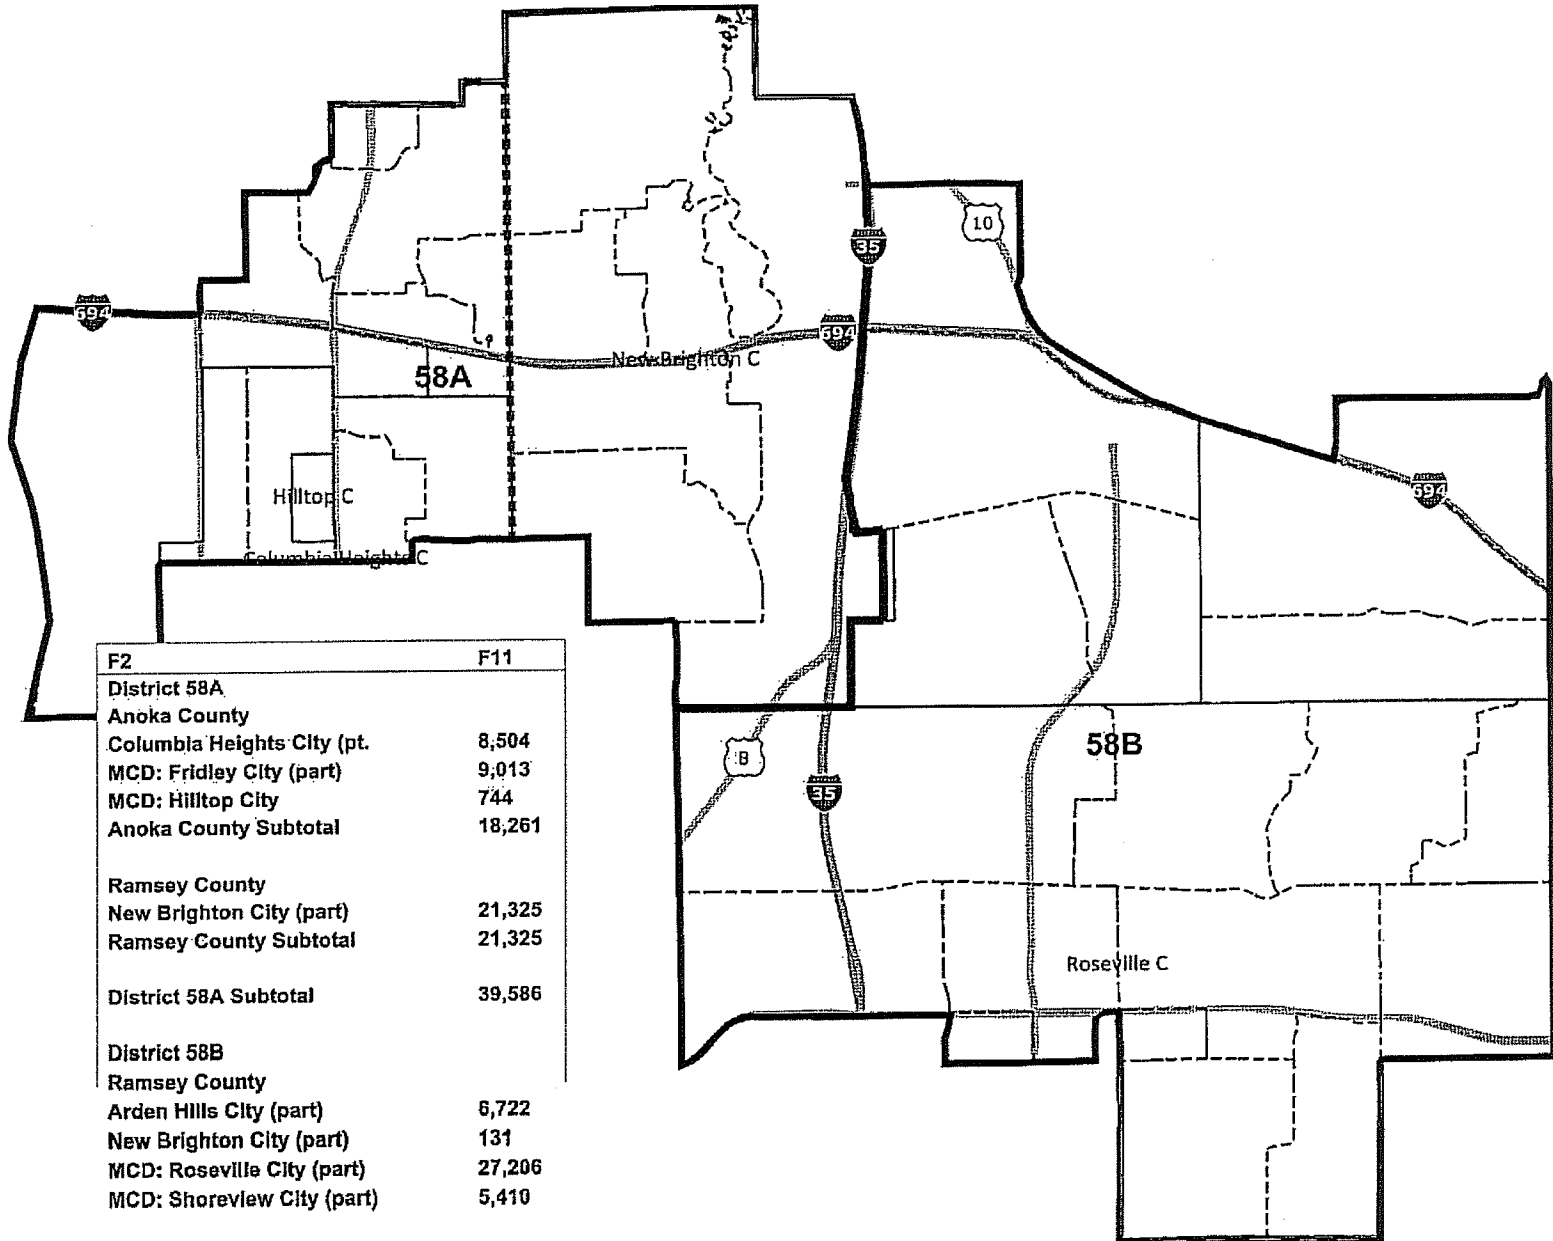 10
35
694
694
New Brighton C
58A
694
Hilltop C
Columbia Heights C
F2 F11
District 58A
Anoka County
Columbia Heights City (pt. 8,504
MCD: Fridley City (part) 9,013
MCD: Hilltop City 744
Anoka County Subtotal 18,261
Ramsey County
New Brighton City (part) 21,325
Ramsey County Subtotal 21,325
District 58A Subtotal 39,586
District 58B
Ramsey County
Arden Hills City (part) 6,722
New Brighton City (part) 131
MCD: Roseville City (part) 27,206
MCD: Shoreview City (part) 5,410
58B
8
35
Roseville C